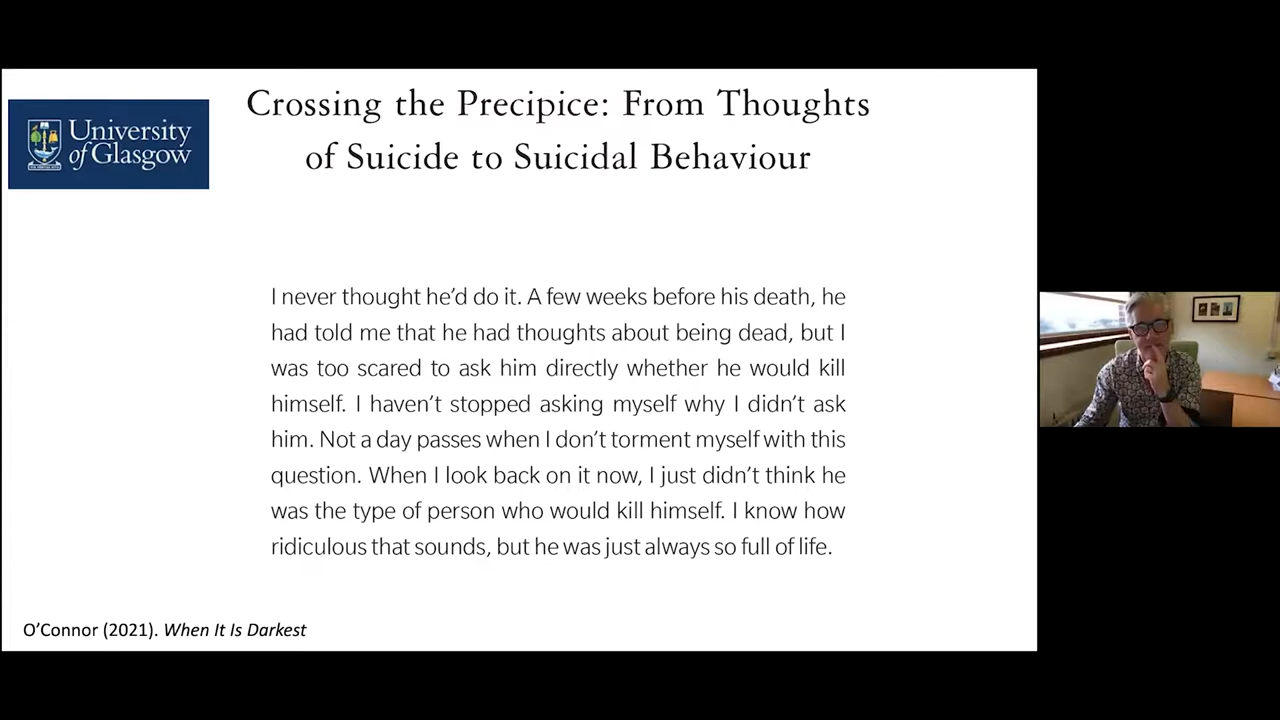 University
of Glasgow
Crossing the Precipice: From Thoughts
of Suicide to Suicidal Behaviour
I never thought he’d do it. A few weeks before his death, he
had told me that he had thoughts about being dead, but I
was too scared to ask him directly whether he would kill
himself. I haven’t stopped asking myself why I didn’t ask
him. Not a day passes when I don’t torment myself with this
question. When I look back on it now, I just didn’t think he
was the type of person who would kill himself. I know how
ridiculous that sounds, but he was just always so full of life.
O’Connor (2021). When It Is Darkest